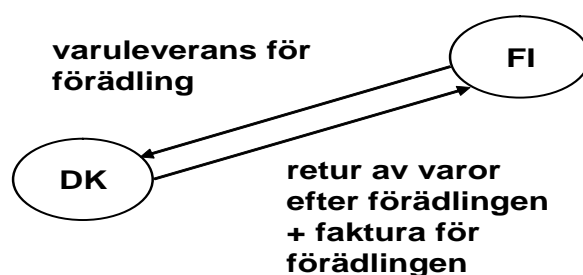 varuleverans för
förädling
FI
DK
retur av varor
efter förädlingen
+ faktura för
förädlingen